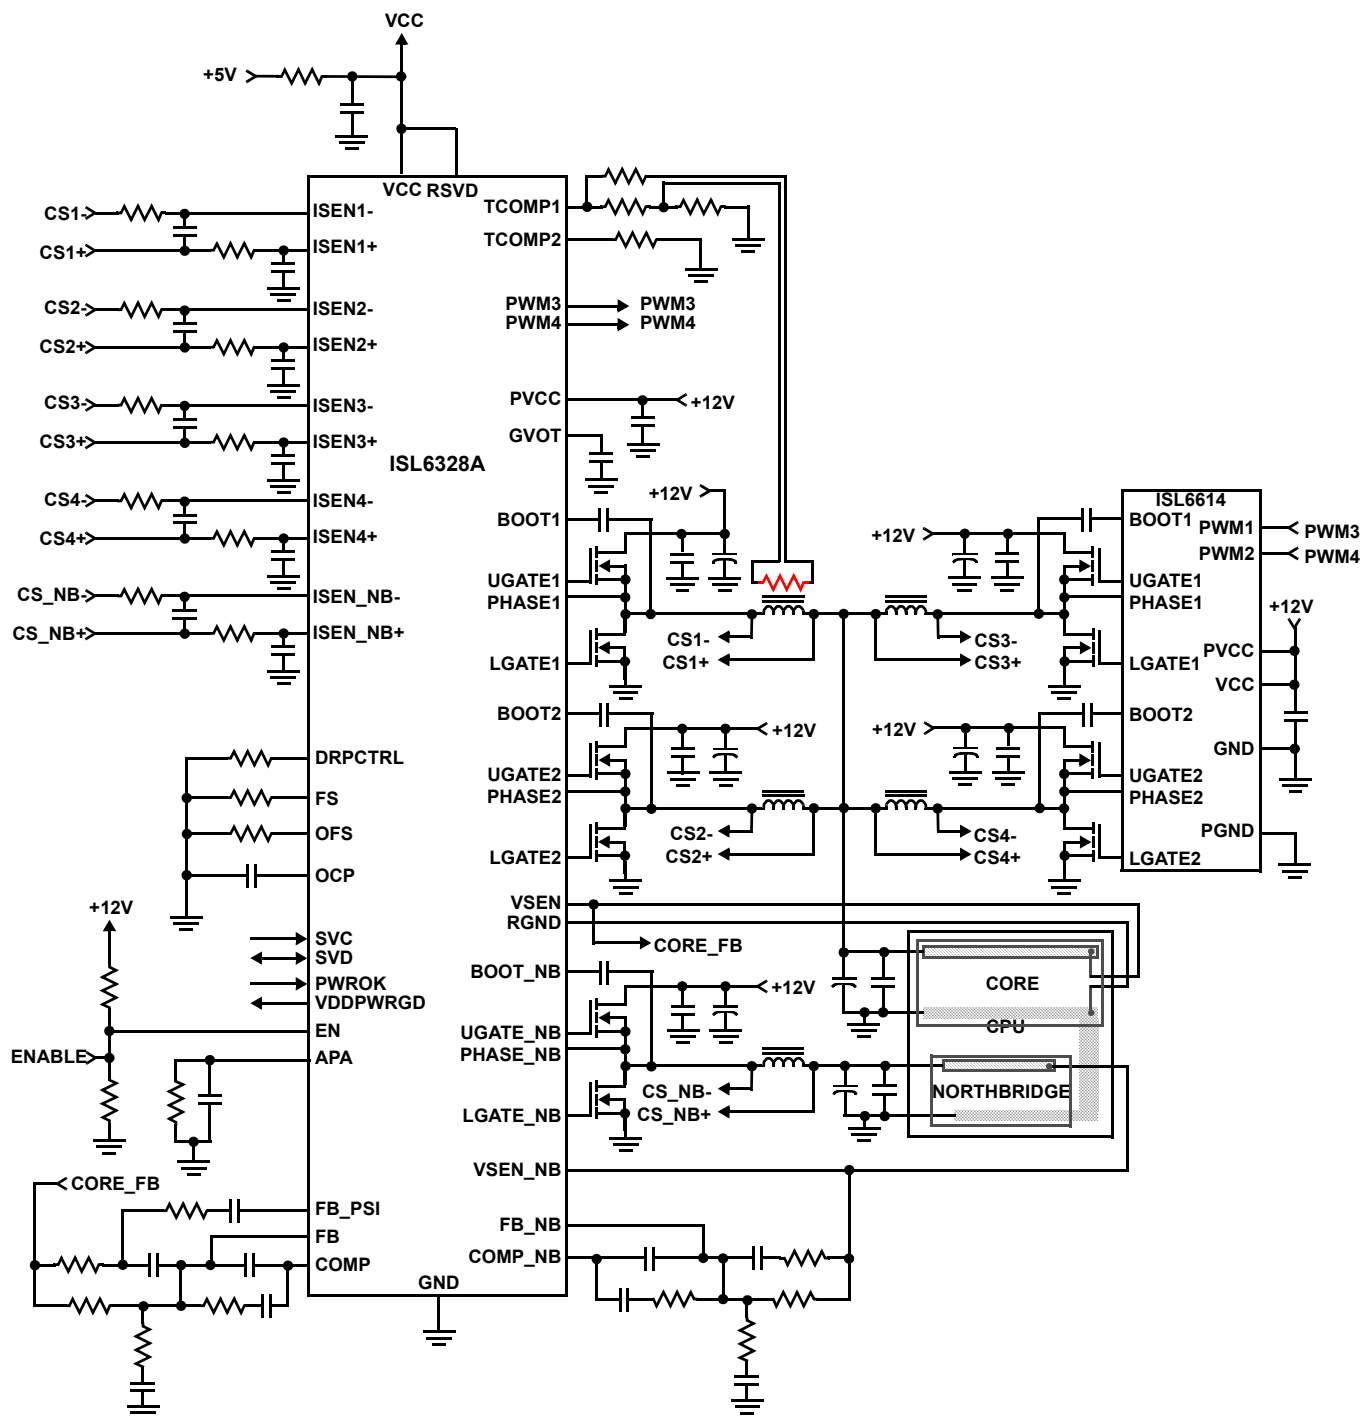 VCC
+5V
VCC RSVD
CS1-
ISEN1-
CS1+
ISEN1+
CS2-
ISEN2-
CS2+
ISEN2+
CS3-
ISEN3-
CS3+
ISEN3+
CS4-
ISEN4-
CS4+
ISEN4+
CS_NB-
ISEN_NB-
CS_NB+
ISEN_NB+
ISL6328A
DRPCTRL
FS
OFS
OCP
+12V
SVC
SVD
PWROK
VDDPWRGD
EN
ENABLE
APA
CORE_FB
FB_PSI
FB
COMP
GND
TCOMP1
TCOMP2
PWM3 PWM3
PWM4 PWM4
PVCC
+12V
GVOT
+12V
BOOT1
UGATE1
PHASE1
CS1-
CS1+
LGATE1
BOOT2
+12V
UGATE2
PHASE2
CS2-
CS2+
LGATE2
VSEN
RGND
CORE_FB
BOOT_NB
+12V
UGATE_NB
PHASE_NB
CS_NB-
CS_NB+
LGATE_NB
VSEN_NB
FB_NB
COMP_NB
+12V
CS3-
CS3+
+12V
CS4-
CS4+
ISL6614
BOOT1
PWM1
PWM3
PWM2
PWM4
UGATE1
PHASE1
+12V
PVCC
LGATE1
VCC
BOOT2
GND
UGATE2
PHASE2
PGND
LGATE2
CORE
CPU
NORTHBRIDGE